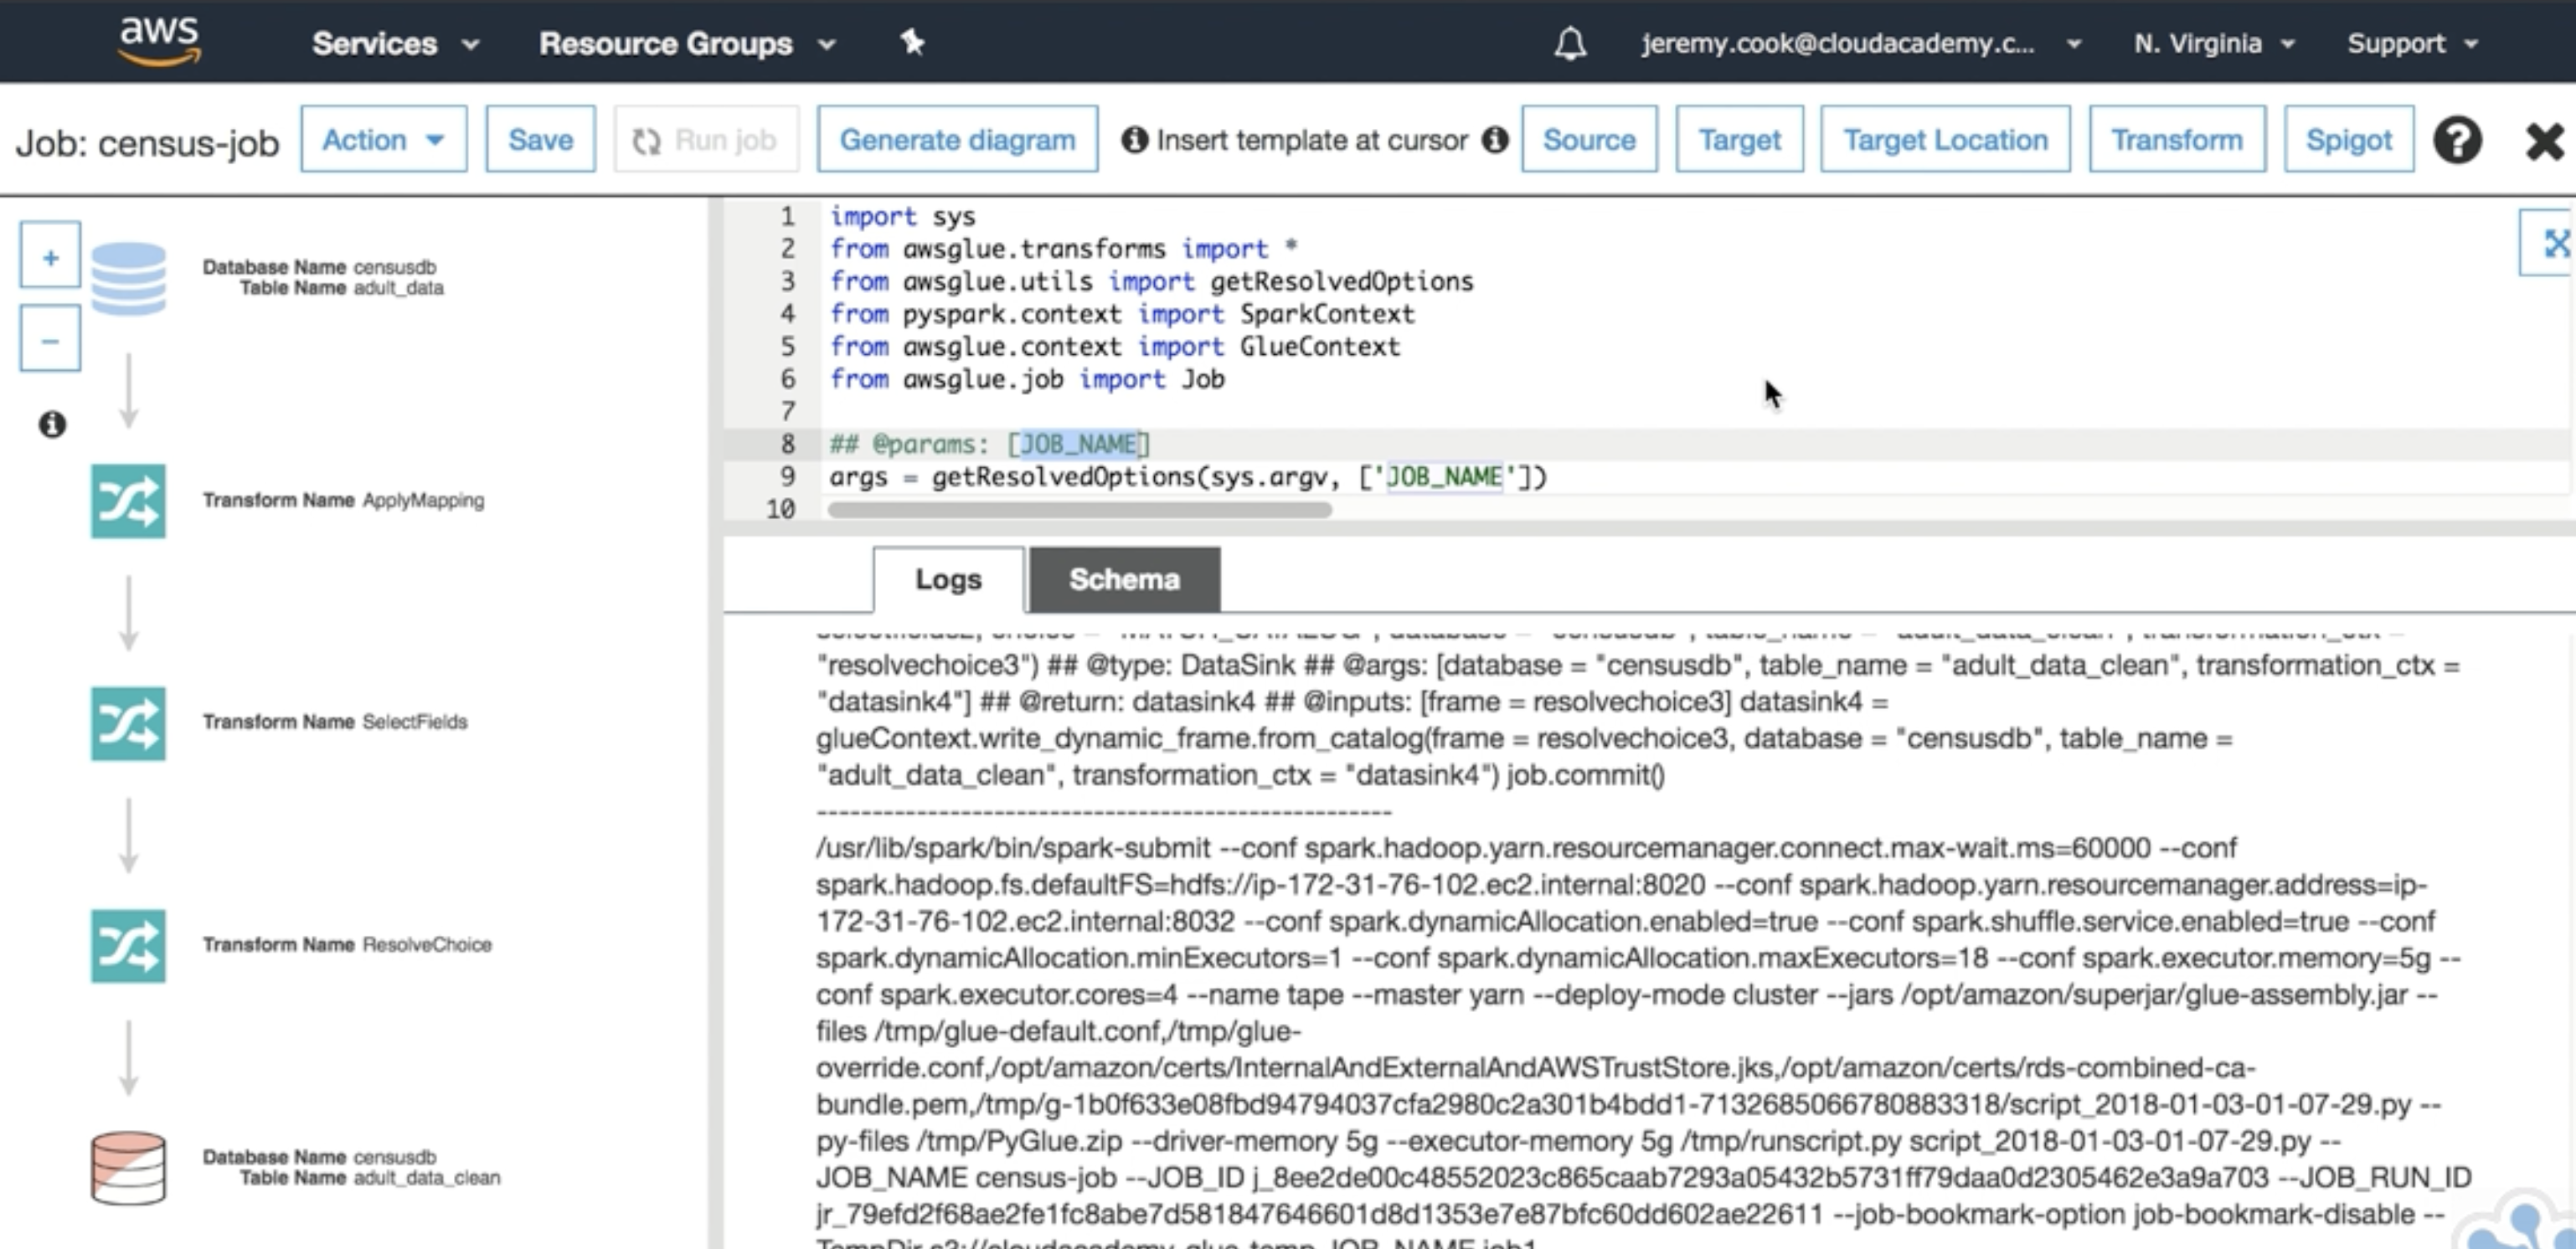 aws
Services
Resource Groups
jeremy.cook@cloudacademy.c...
N. Virginia
Support
Job: census-job
Action
Save
Run job
Generate diagram
Insert template at cursor
Source
Target
Target Location
Transform
Spigot
Database Name censusdb
Table Name adult_data
Transform Name ApplyMapping
Transform Name SelectFields
Transform Name ResolveChoice
Database Name censusdb
Table Name adult_data_clean
1 import sys
2 from awsglue.transforms import *
3 from awsglue.utils import getResolvedOptions
4 from pyspark.context import SparkContext
5 from awsglue.context import GlueContext
6 from awsglue.job import Job
7
8 ## @params: [JOB_NAME]
9 args = getResolvedOptions(sys.argv, ['JOB_NAME'])
10
Logs
Schema
"resolvechoice3") ## @type: DataSink ## @args: [database = "censusdb", table_name = "adult_data_clean", transformation_ctx =
"datasink4"] ## @return: datasink4 ## @inputs: [frame = resolvechoice3] datasink4 =
glueContext.write_dynamic_frame.from_catalog(frame = resolvechoice3, database = "censusdb", table_name =
"adult_data_clean", transformation_ctx = "datasink4") job.commit()
----------------------------------------------------
/usr/lib/spark/bin/spark-submit --conf spark.hadoop.yarn.resourcemanager.connect.max-wait.ms=60000 --conf
spark.hadoop.fs.defaultFS=hdfs://ip-172-31-76-102.ec2.internal:8020 --conf spark.hadoop.yarn.resourcemanager.address=ip-
172-31-76-102.ec2.internal:8032 --conf spark.dynamicAllocation.enabled=true --conf spark.shuffle.service.enabled=true --conf
spark.dynamicAllocation.minExecutors=1 --conf spark.dynamicAllocation.maxExecutors=18 --conf spark.executor.memory=5g --
conf spark.executor.cores=4 --name tape --master yarn --deploy-mode cluster --jars /opt/amazon/superjar/glue-assembly.jar --
files /tmp/glue-default.conf,/tmp/glue-
override.conf,/opt/amazon/certs/InternalAndExternalAndAWSTrustStore.jks,/opt/amazon/certs/rds-combined-ca-
bundle.pem,/tmp/g-1b0f633e08fbd94794037cfa2980c2a301b4bdd1-7132685066780883318/script_2018-01-03-01-07-29.py --
py-files /tmp/PyGlue.zip --driver-memory 5g --executor-memory 5g /tmp/runscript.py script_2018-01-03-01-07-29.py --
JOB_NAME census-job --JOB_ID j_8ee2de00c48552023c865caab7293a05432b5731ff79daa0d2305462e3a9a703 --JOB_RUN_ID
jr_79efd2f68ae2fe1fc8abe7d581847646601d8d1353e7e87bfc60dd602ae22611 --job-bookmark-option job-bookmark-disable --